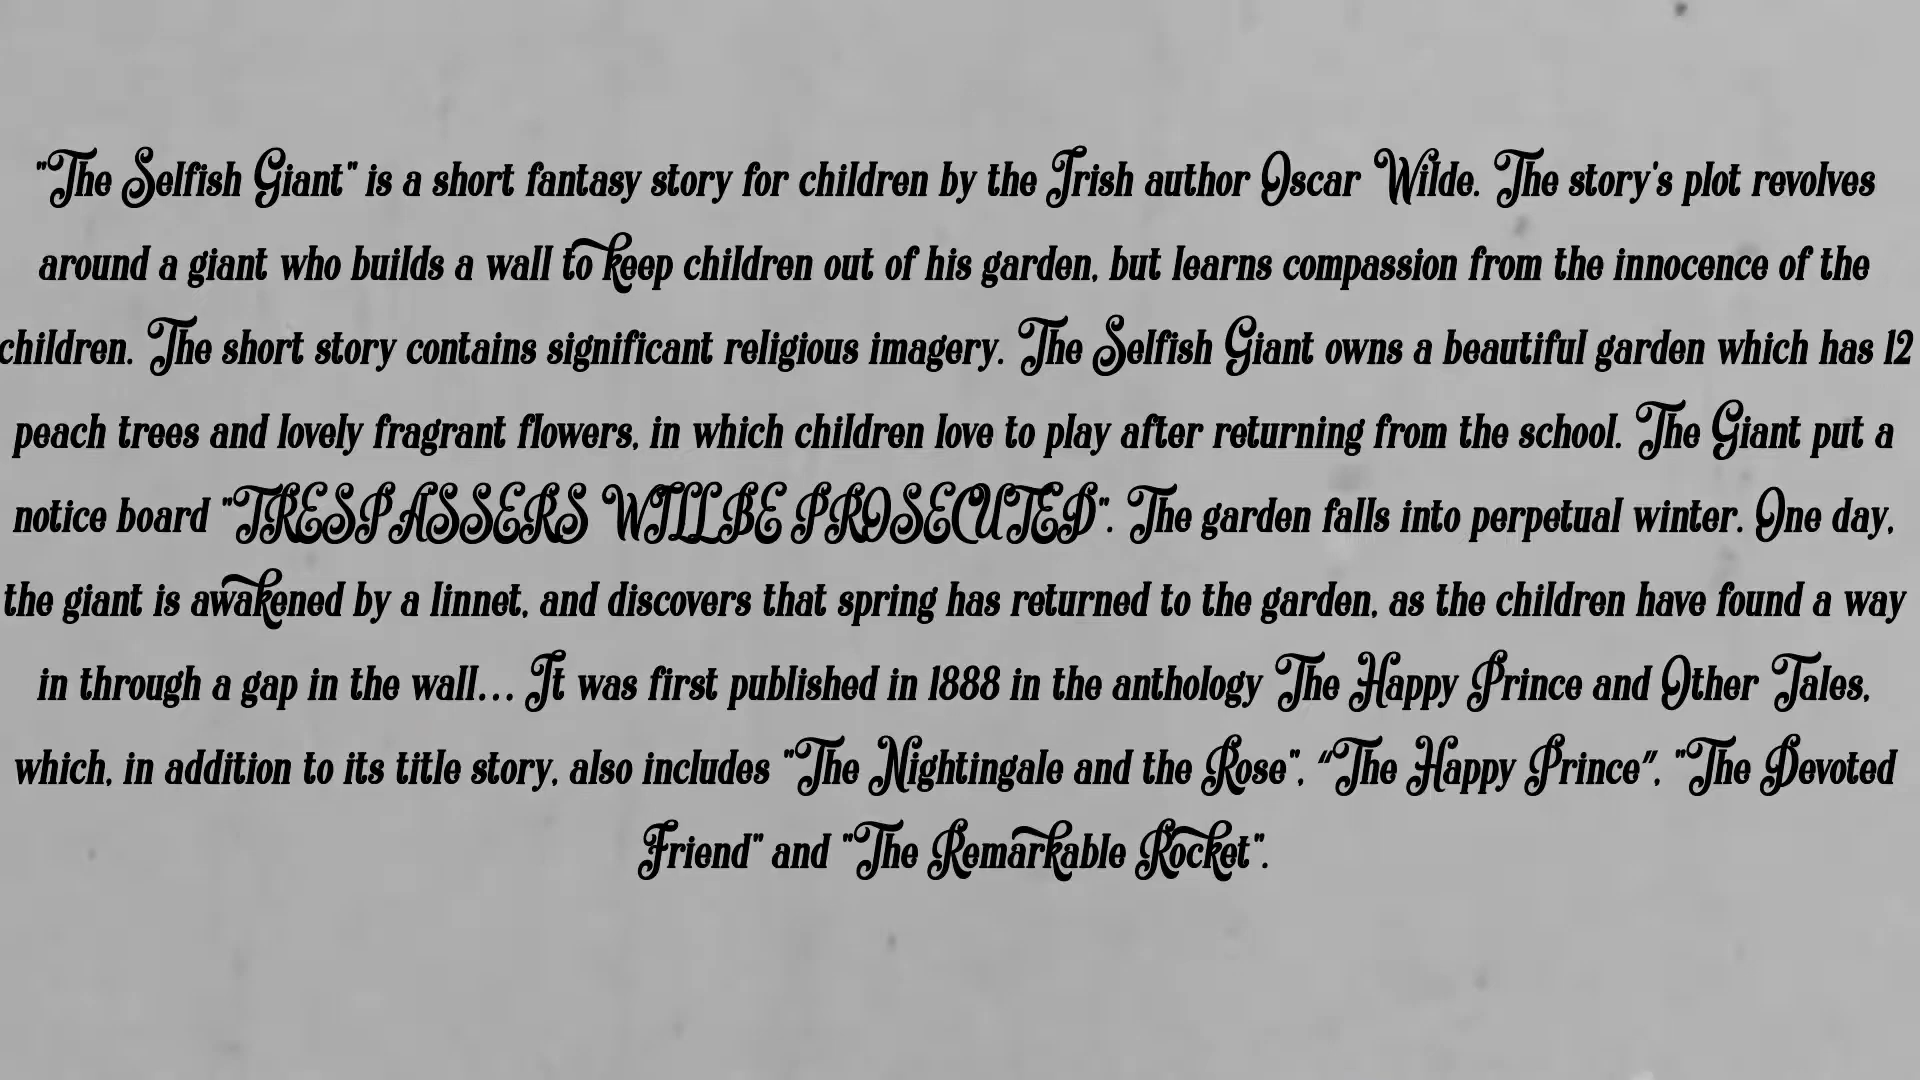 "The Selfish Giant" is a short fantasy story for children by the Irish author Oscar Wilde. The story's plot revolves
around a giant who builds a wall to keep children out of his garden, but learns compassion from the innocence of the
children. The short story contains significant religious imagery. The Selfish Giant owns a beautiful garden which has 12
peach trees and lovely fragrant flowers, in which children love to play after returning from the school. The Giant put a
notice board "TRESPASSERS WILL BE PROSECUTED". The garden falls into perpetual winter. One day,
the giant is awakened by a linnet, and discovers that spring has returned to the garden, as the children have found a way
in through a gap in the wall... It was first published in 1888 in the anthology The Happy Prince and Other Tales,
which, in addition to its title story, also includes "The Nightingale and the Rose", “The Happy Prince”, "The Devoted
Friend" and "The Remarkable Rocket".